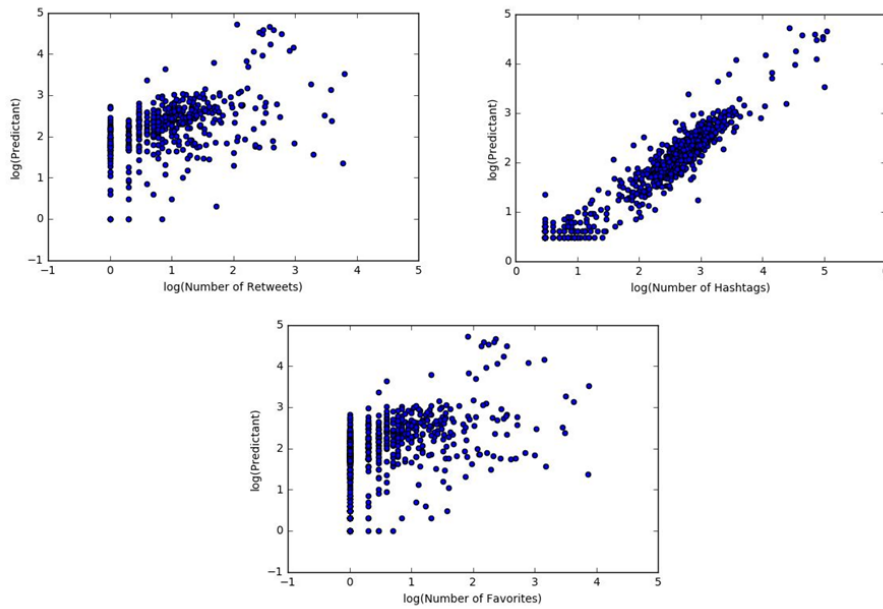 5
4
3
2
1
0
−1
−1 0 1 2 3 4 5
log(Predictant)
log(Number of Retweets)
5
4
3
2
1
0
0 1 2 3 4 5 6
log(Predictant)
log(Number of Hashtags)
5
4
3
2
1
0
−1
−1 0 1 2 3 4 5
log(Predictant)
log(Number of Favorites)